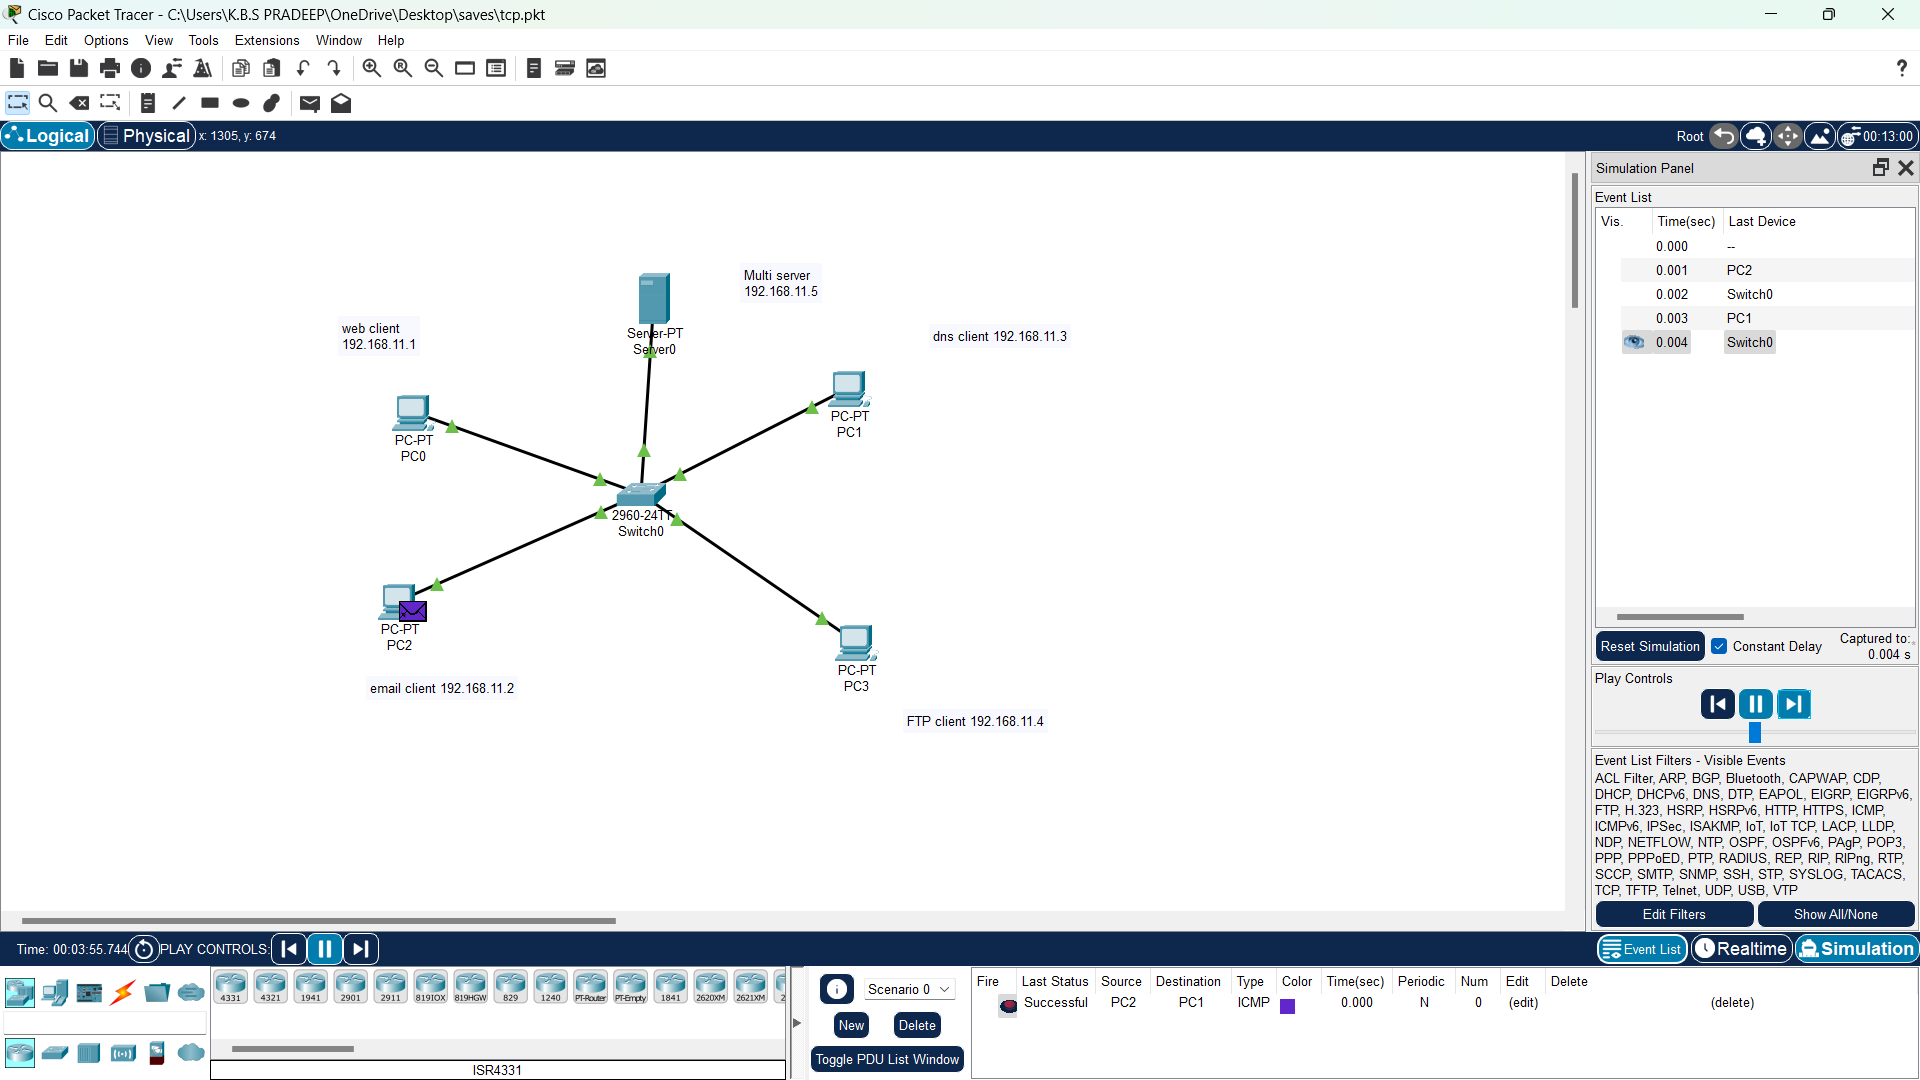 Cisco Packet Tracer - C:\Users\K.B.S PRADEEP\OneDrive\Desktop\saves\tcp.pkt
File Edit Options View Tools Extensions Window Help
?
Logical Physical x: 1305, y: 674 Root 00:13:00
Simulation Panel
Event List
Vis. Time(sec) Last Device
0.000 --
0.001 PC2
0.002 Switch0
0.003 PC1
0.004 Switch0
Multi server
192.168.11.5
web client
192.168.11.1
Server-PT
Server0
dns client 192.168.11.3
PC-PT
PC1
PC-PT
PC0
2960-24TT
Switch0
PC-PT
PC2
PC-PT
PC3
email client 192.168.11.2
FTP client 192.168.11.4
Reset Simulation Constant Delay Captured to:
0.004 s
Play Controls
Event List Filters - Visible Events
ACL Filter, ARP, BGP, Bluetooth, CAPWAP, CDP,
DHCP, DHCPv6, DNS, DTP, EAPOL, EIGRP, EIGRPv6,
FTP, H.323, HSRP, HSRPv6, HTTP, HTTPS, ICMP,
ICMPv6, IPSec, ISAKMP, IoT, IoT TCP, LACP, LLDP,
NDP, NETFLOW, NTP, OSPF, OSPFv6, PAgP, POP3,
PPP, PPPoED, PTP, RADIUS, REP, RIP, RIPng, RTP,
SCCP, SMTP, SNMP, SSH, STP, SYSLOG, TACACS,
TCP, TFTP, Telnet, UDP, USB, VTP
Edit Filters Show All/None
Time: 00:03:55.744 PLAY CONTROLS: Event List Realtime Simulation
4331 4321 1941 2901 2911 819IOX 819HGW 829 1240 PT-Router PT-Empty 1841 2620XM 2621XM 2
ISR4331
Scenario 0
New Delete
Toggle PDU List Window
Fire Last Status Source Destination Type Color Time(sec) Periodic Num Edit Delete
Successful PC2 PC1 ICMP 0.000 N 0 (edit) (delete)